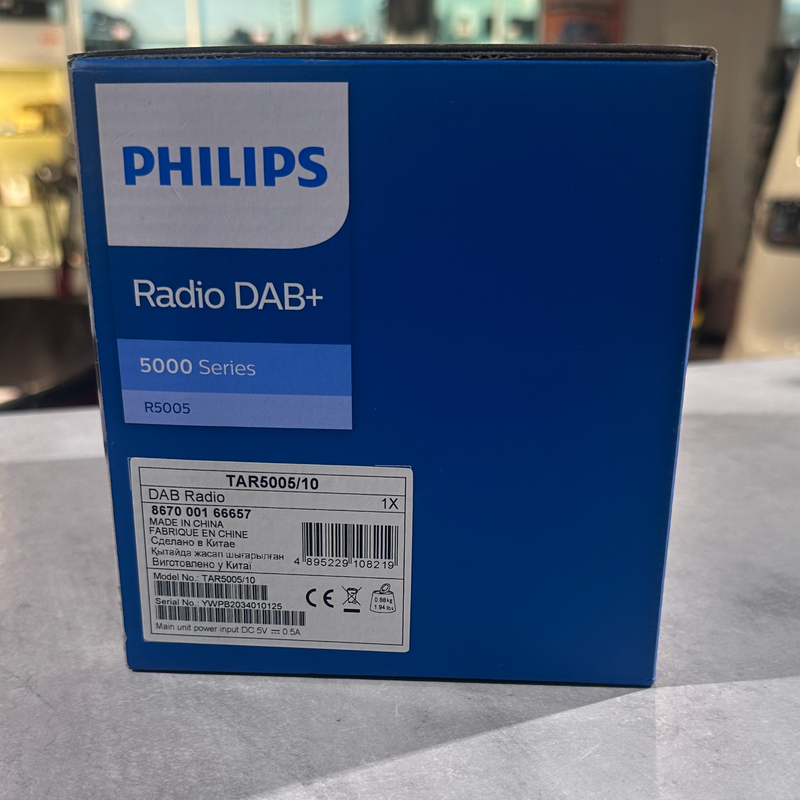 PHILIPS
Radio DAB+
5000 Series
R5005
TAR5005/10
DAB Radio
1X
8670 001 66657
MADE IN CHINA
FABRIQUE EN CHINE
Сделано в Китае
Қытайда жасап шығарылған
Виготовлено у Китаї
4 895229 108219
Model No.: TAR5005/10
Serial No.: YWPB2034010125
CE
0.88kg
1.94 lbs
Main unit power input DC 5V ⎓ 0.5A